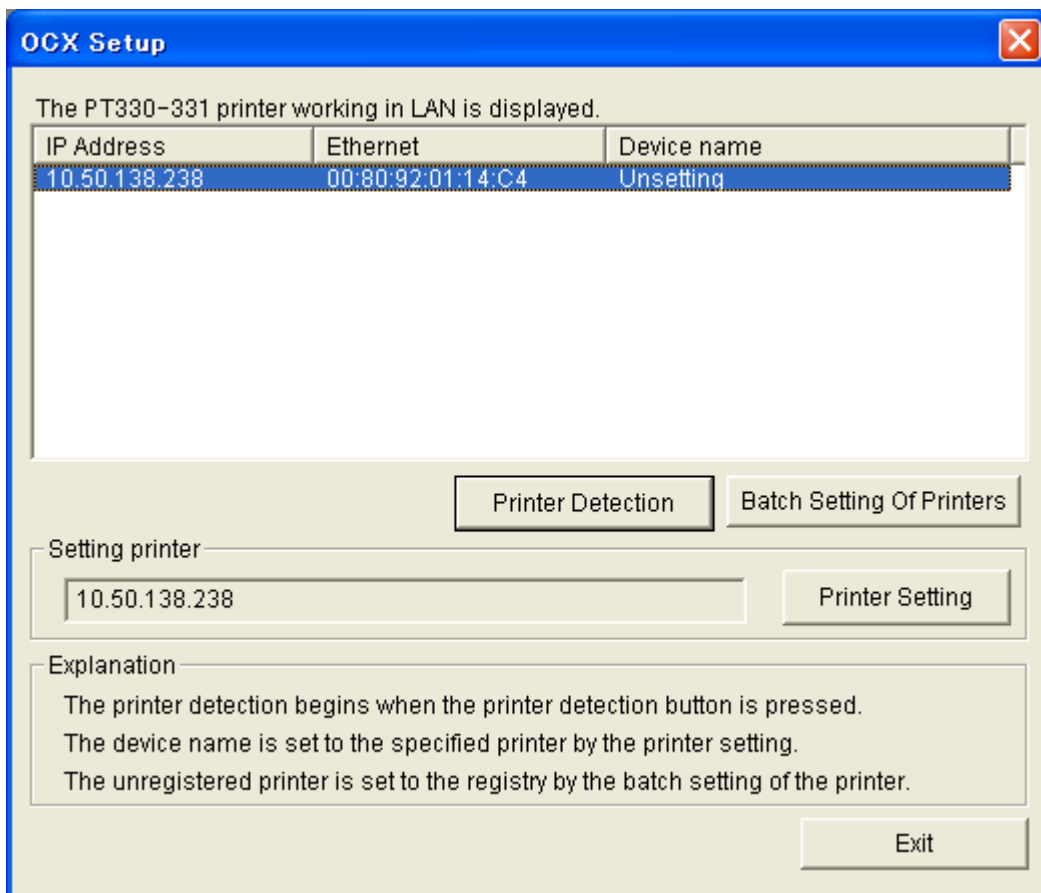 OCX Setup
The PT330-331 printer working in LAN is displayed.
IP Address Ethernet Device name
10.50.138.238 00:80:92:01:14:C4 Unsetting
Printer Detection Batch Setting Of Printers
Setting printer
10.50.138.238 Printer Setting
Explanation
The printer detection begins when the printer detection button is pressed.
The device name is set to the specified printer by the printer setting.
The unregistered printer is set to the registry by the batch setting of the printer.
Exit